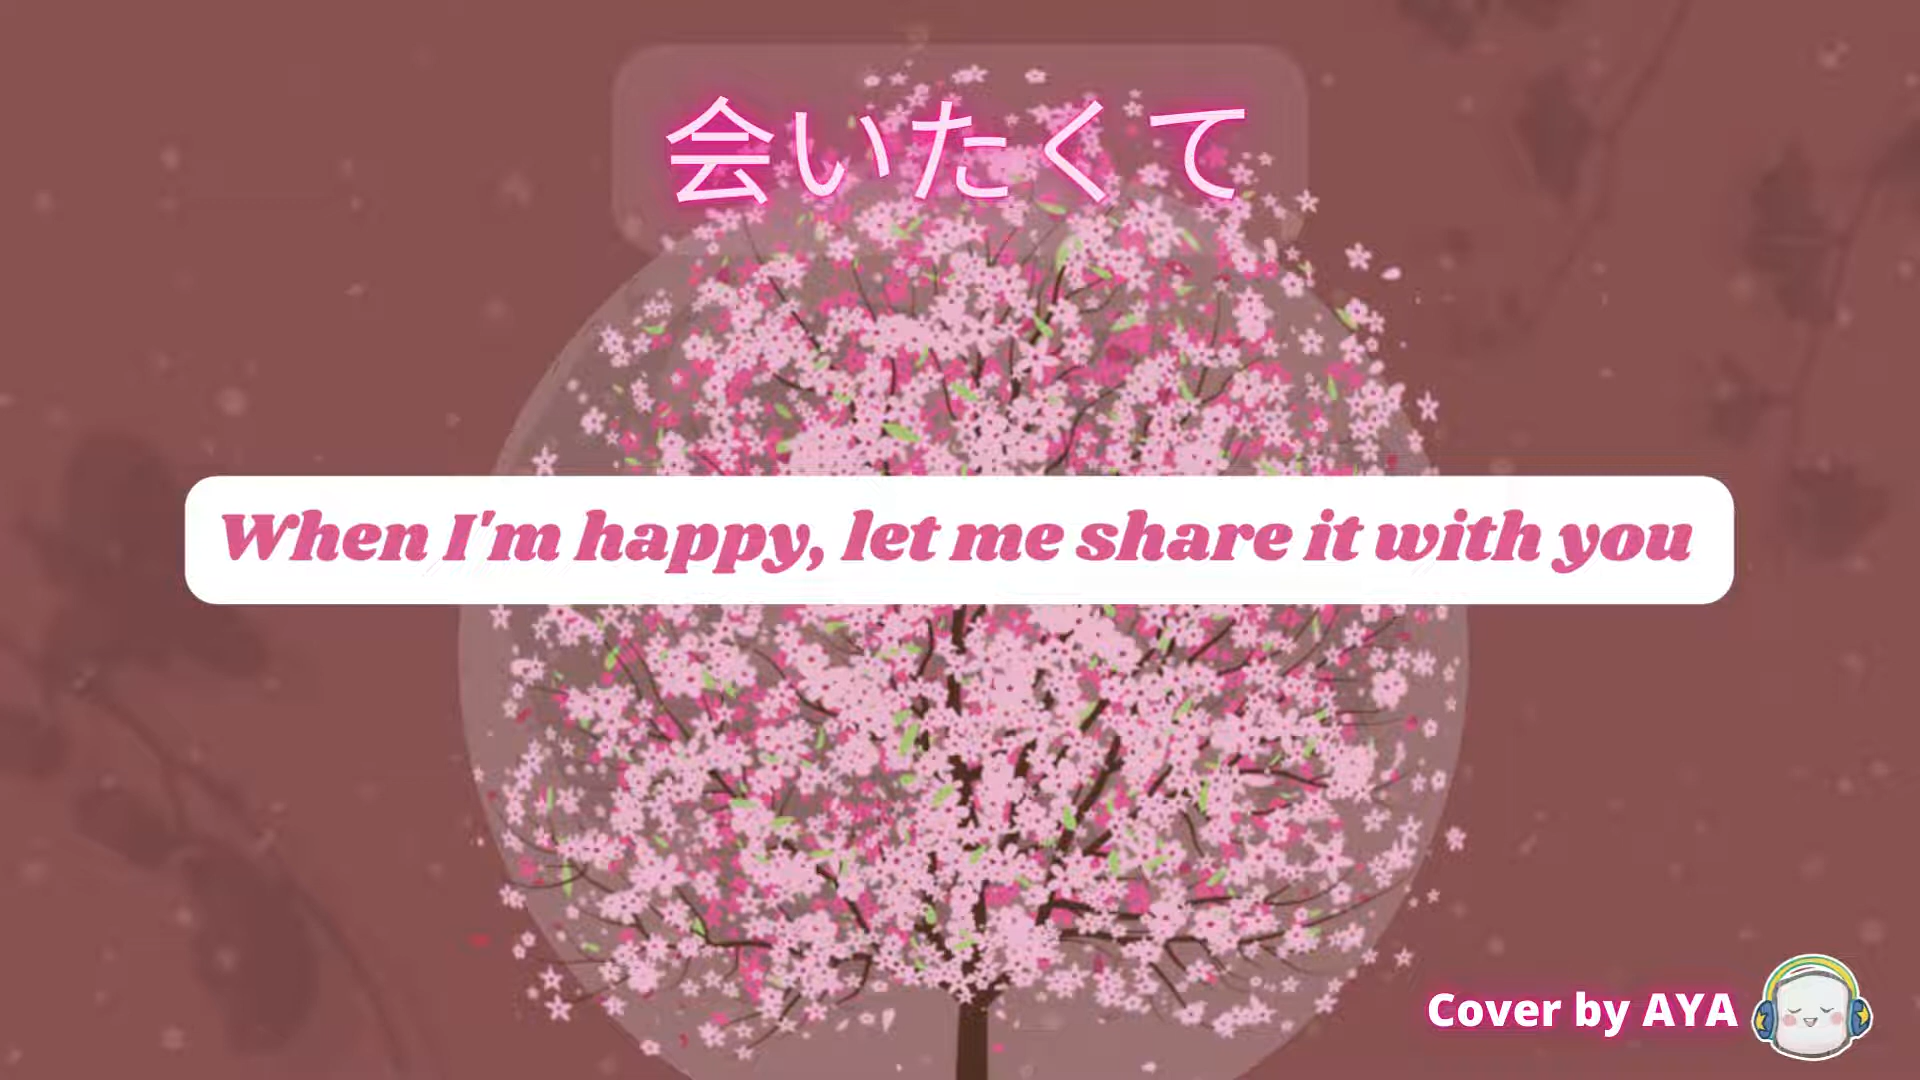 会いたくて
When I'm happy, let me share it with you
Cover by AYA